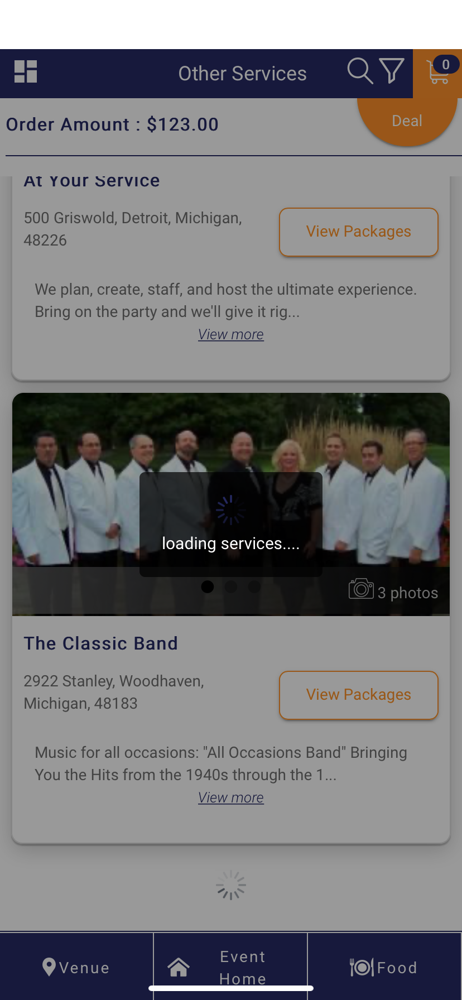 Other Services
0
Order Amount : $123.00
Deal
At Your Service
500 Griswold, Detroit, Michigan,
48226
View Packages
We plan, create, staff, and host the ultimate experience.
Bring on the party and we'll give it rig...
View more
loading services....
3 photos
The Classic Band
2922 Stanley, Woodhaven,
Michigan, 48183
View Packages
Music for all occasions: "All Occasions Band" Bringing
You the Hits from the 1940s through the 1...
View more
Venue
Event
Home
Food